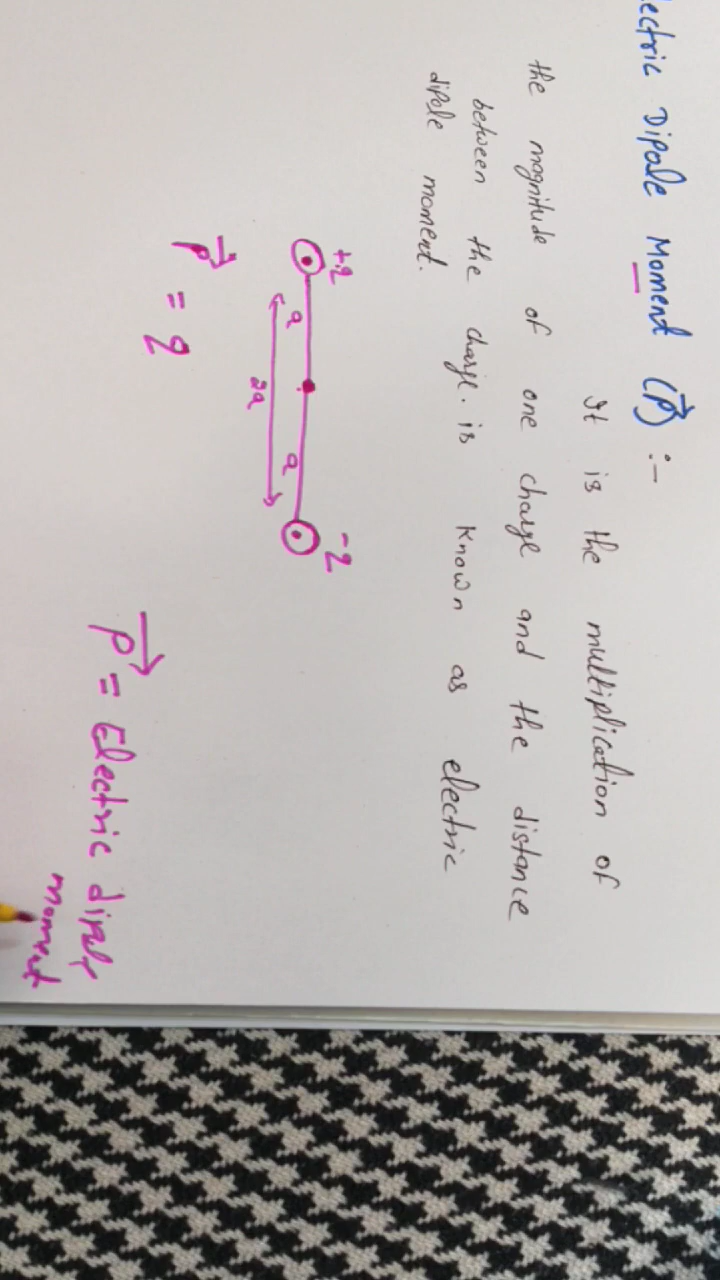 lectric Dipole Moment (P⃗) :-
It is the multiplication of
the magnitude of one charge and the distance
between the charge. is known as electric
dipole moment.
+q -q
a a
2a
P⃗ = q
P⃗ = Electric dipole
moment